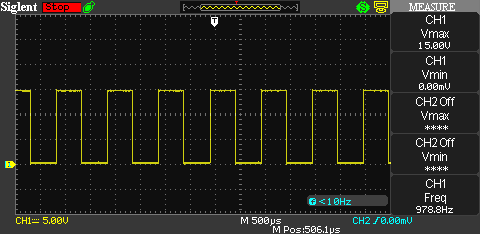 Siglent Stop MEASURE
T
CH1
Vmax
15.00V
CH1
Vmin
0.00mV
CH2 Off
Vmax
****
CH2 Off
Vmin
****
CH1
Freq
978.8Hz
1
F <10Hz
CH1 5.00V M 500µs CH2 0.00mV
M Pos:506.1µs